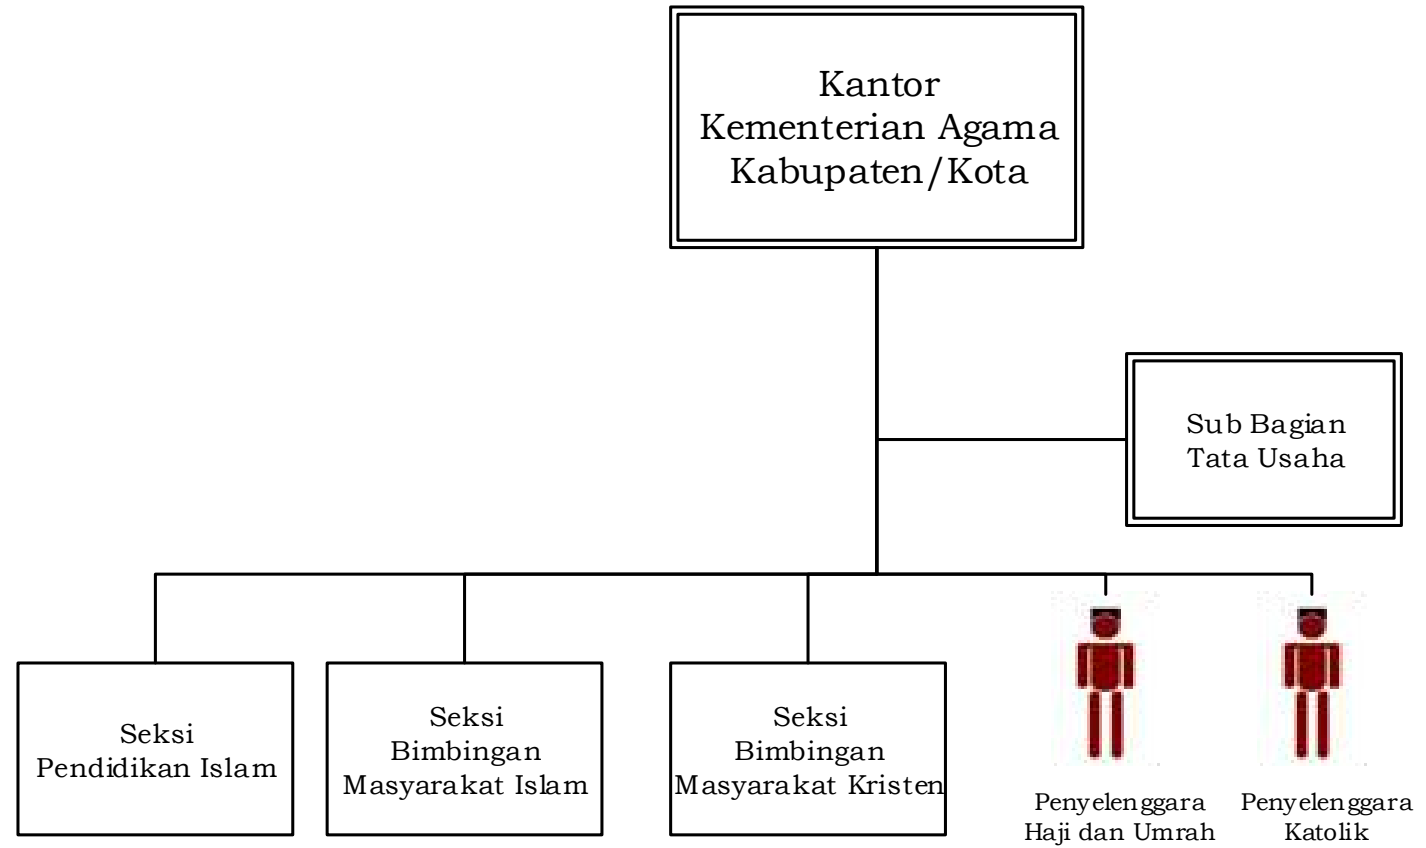 Kantor
Kementerian Agama
Kabupaten/Kota
Sub Bagian
Tata Usaha
Seksi
Pendidikan Islam
Seksi
Bimbingan
Masyarakat Islam
Seksi
Bimbingan
Masyarakat Kristen
Penyelenggara
Haji dan Umrah
Penyelenggara
Katolik